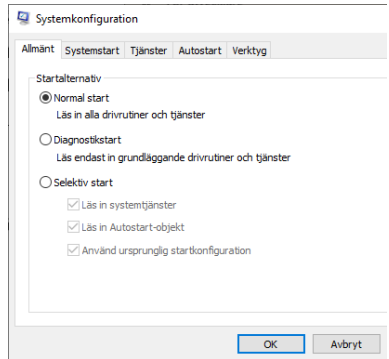 Systemkonfiguration
Allmänt Systemstart Tjänster Autostart Verktyg
Startalternativ
Normal start
Läs in alla drivrutiner och tjänster
Diagnostikstart
Läs endast in grundläggande drivrutiner och tjänster
Selektiv start
Läs in systemtjänster
Läs in Autostart-objekt
Använd ursprunglig startkonfiguration
OK Avbryt